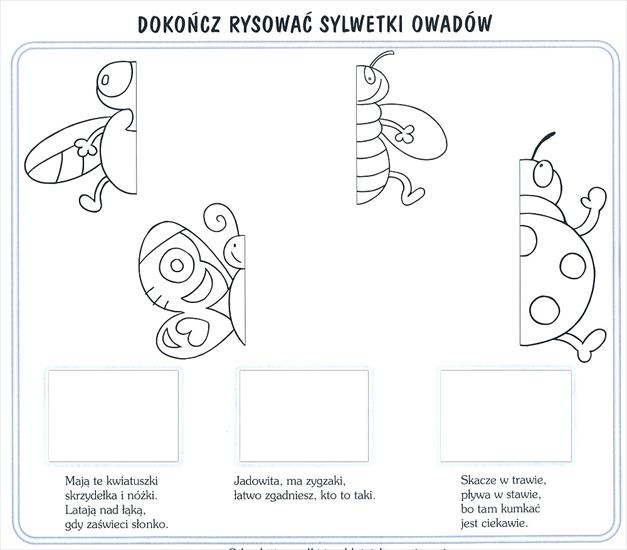 DOKOŃCZ RYSOWAĆ SYLWETKI OWADÓW
Mają te kwiatuszki
skrzydełka i nóżki.
Latają nad łąką,
gdy zaświeci słonko.
Jadowita, ma zygzaki,
łatwo zgadniesz, kto to taki.
Skacze w trawie,
pływa w stawie,
bo tam kumkać
jest ciekawie.